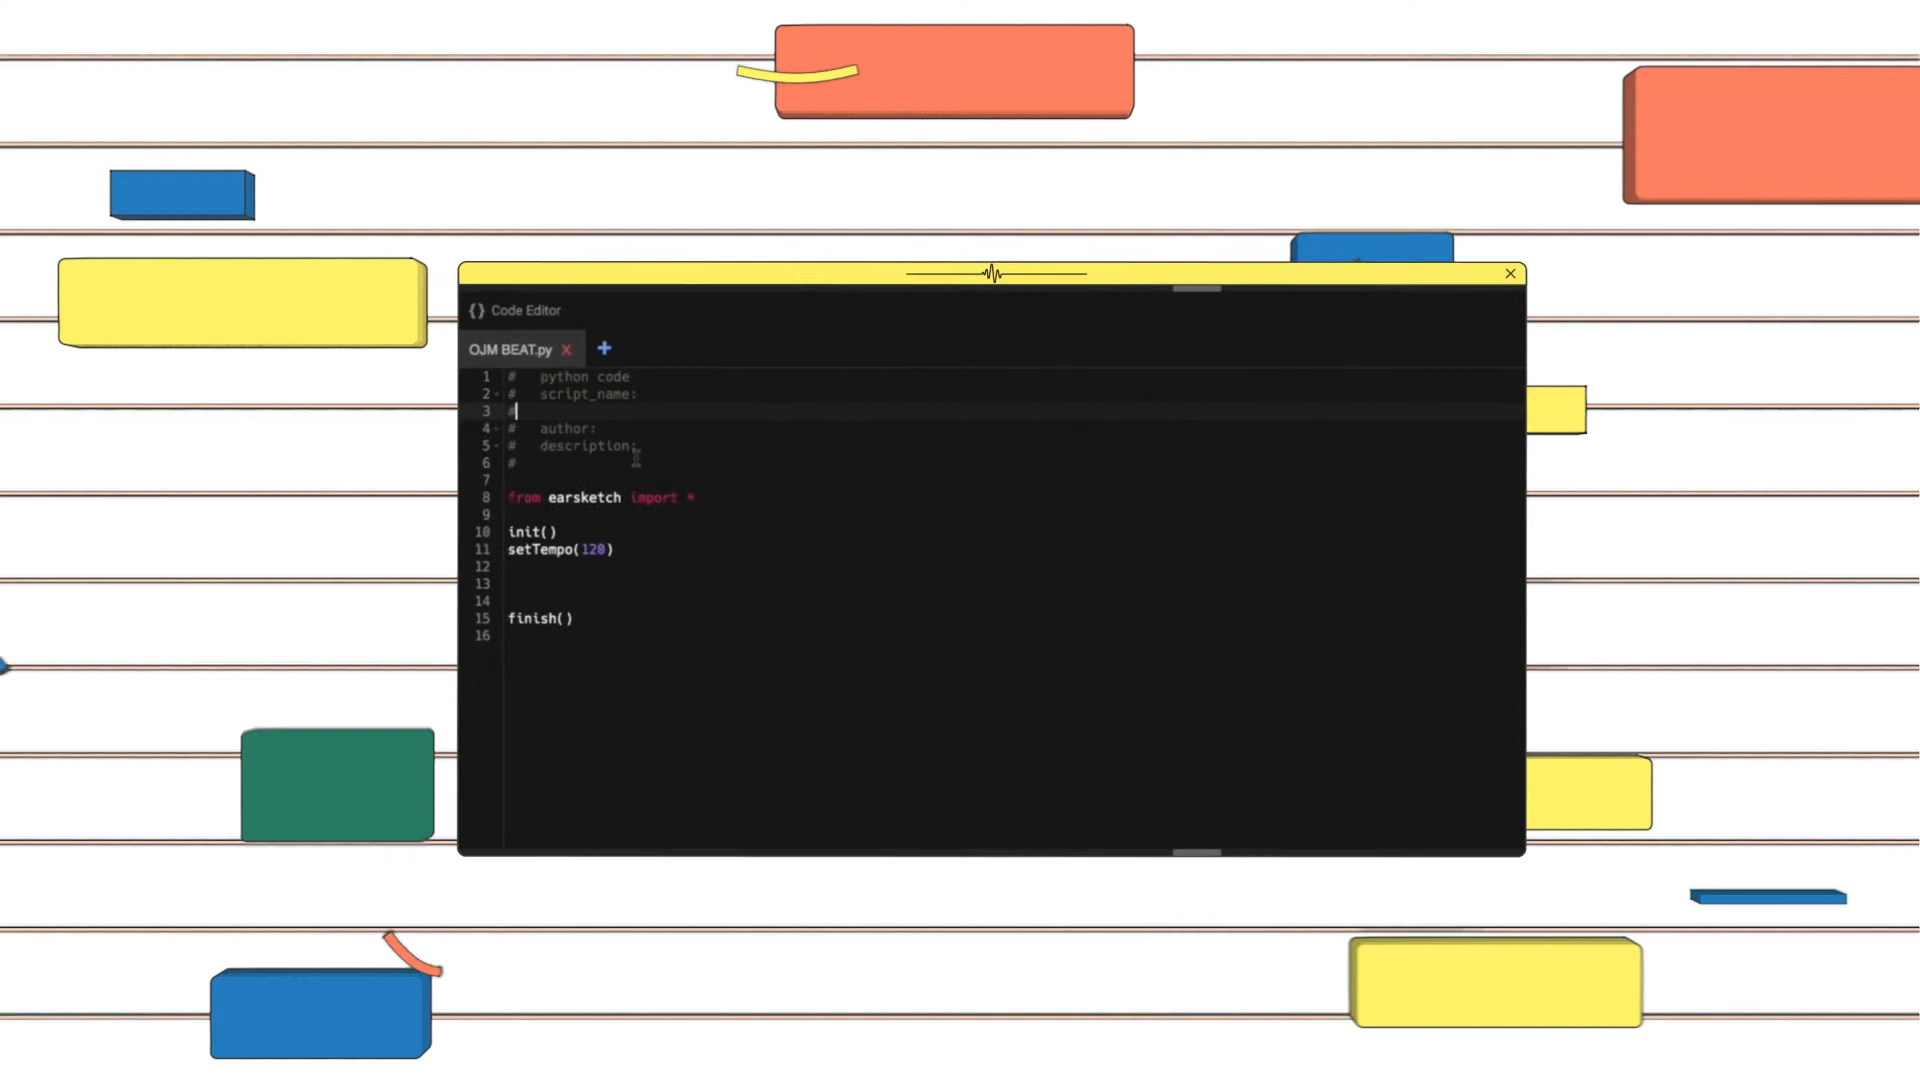 {} Code Editor
OJM BEAT.py X +
1 # python code
2 # script_name:
3 #
4 # author:
5 # description:
6 #
7
8 from earsketch import *
9
10 init()
11 setTempo(120)
12
13
14
15 finish()
16